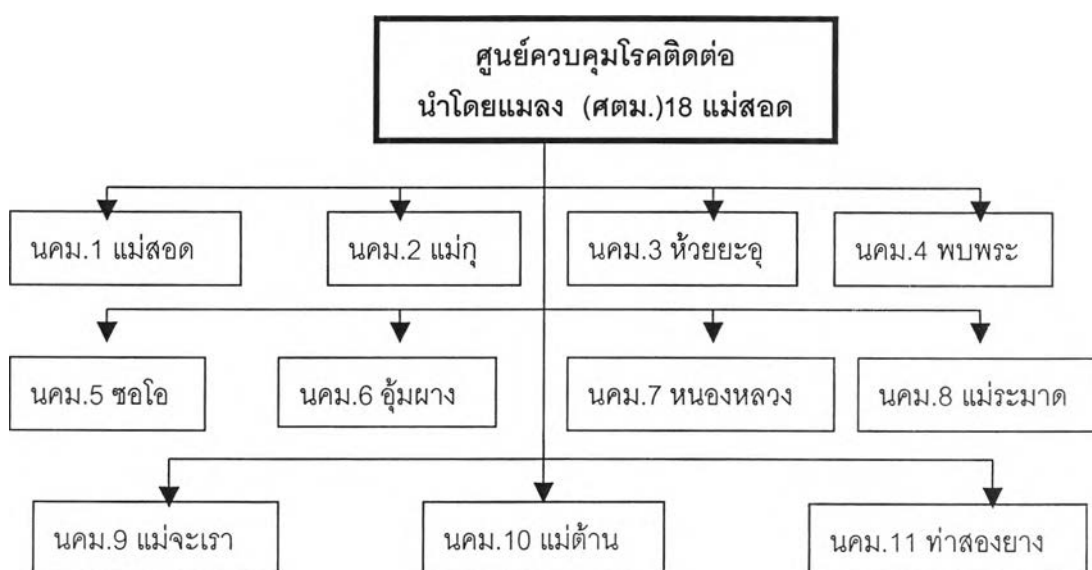 ศูนย์ควบคุมโรคติดต่อ
นำโดยแมลง (ศตม.)18 แม่สอด
นคม.1 แม่สอด
นคม.2 แม่กุ
นคม.3 ห้วยยะอุ
นคม.4 พบพระ
นคม.5 ซอโอ
นคม.6 อุ้มผาง
นคม.7 หนองหลวง
นคม.8 แม่ระมาด
นคม.9 แม่จะเรา
นคม.10 แม่ต้าน
นคม.11 ท่าสองยาง